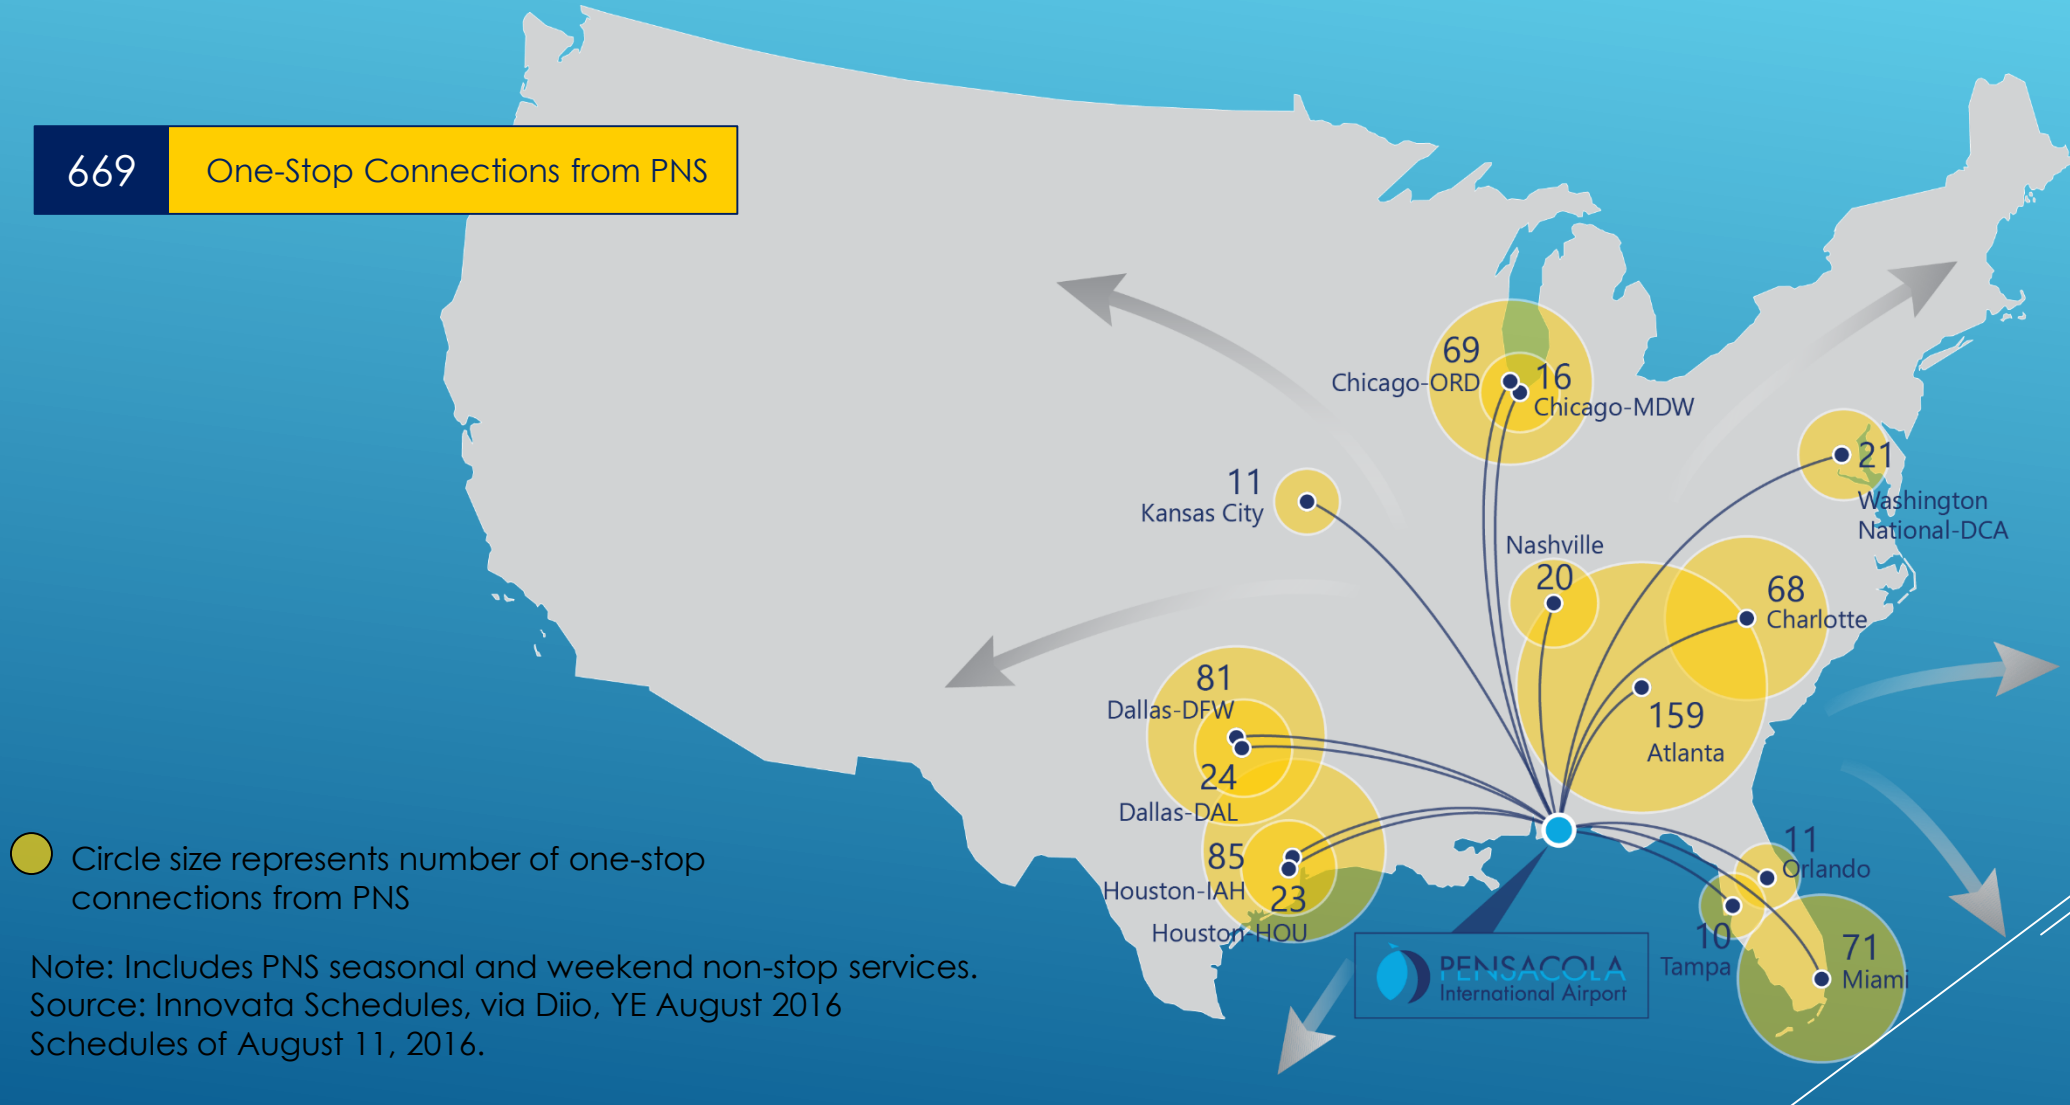 669
One-Stop Connections from PNS
69
Chicago-ORD
16
Chicago-MDW
21
Washington
National-DCA
11
Kansas City
Nashville
20
68
Charlotte
159
Atlanta
81
Dallas-DFW
24
Dallas-DAL
85
Houston-IAH
23
Houston-HOU
11
Orlando
10
Tampa
71
Miami
PENSACOLA
International Airport
Circle size represents number of one-stop
connections from PNS
Note: Includes PNS seasonal and weekend non-stop services.
Source: Innovata Schedules, via Diio, YE August 2016
Schedules of August 11, 2016.